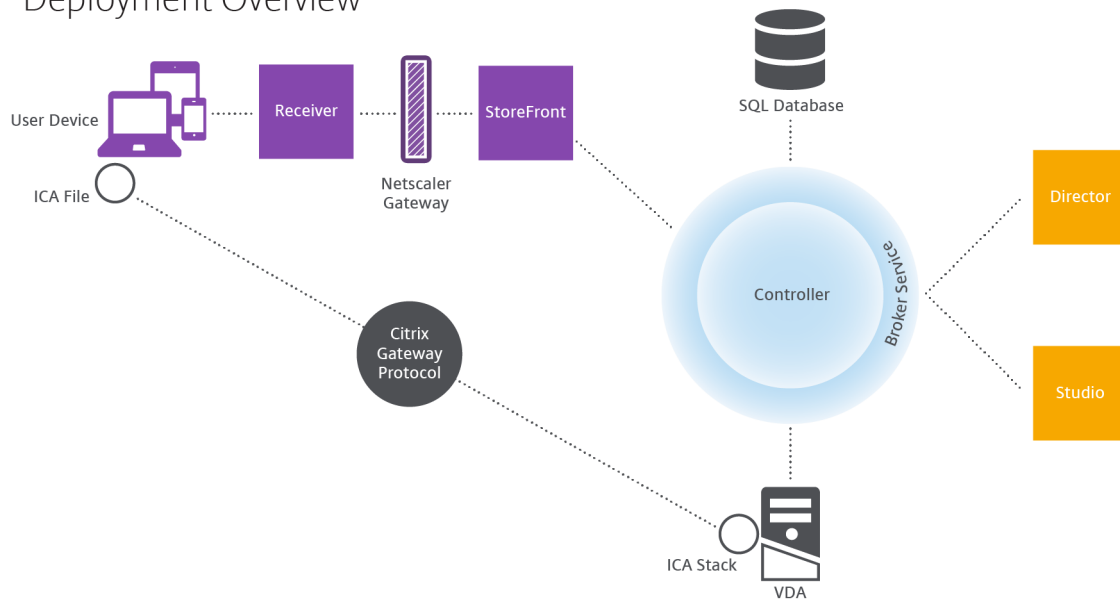 Deployment Overview
SQL Database
User Device
Receiver
StoreFront
Netscaler
Gateway
ICA File
Director
Controller
Broker Service
Citrix
Gateway
Protocol
Studio
ICA Stack
VDA